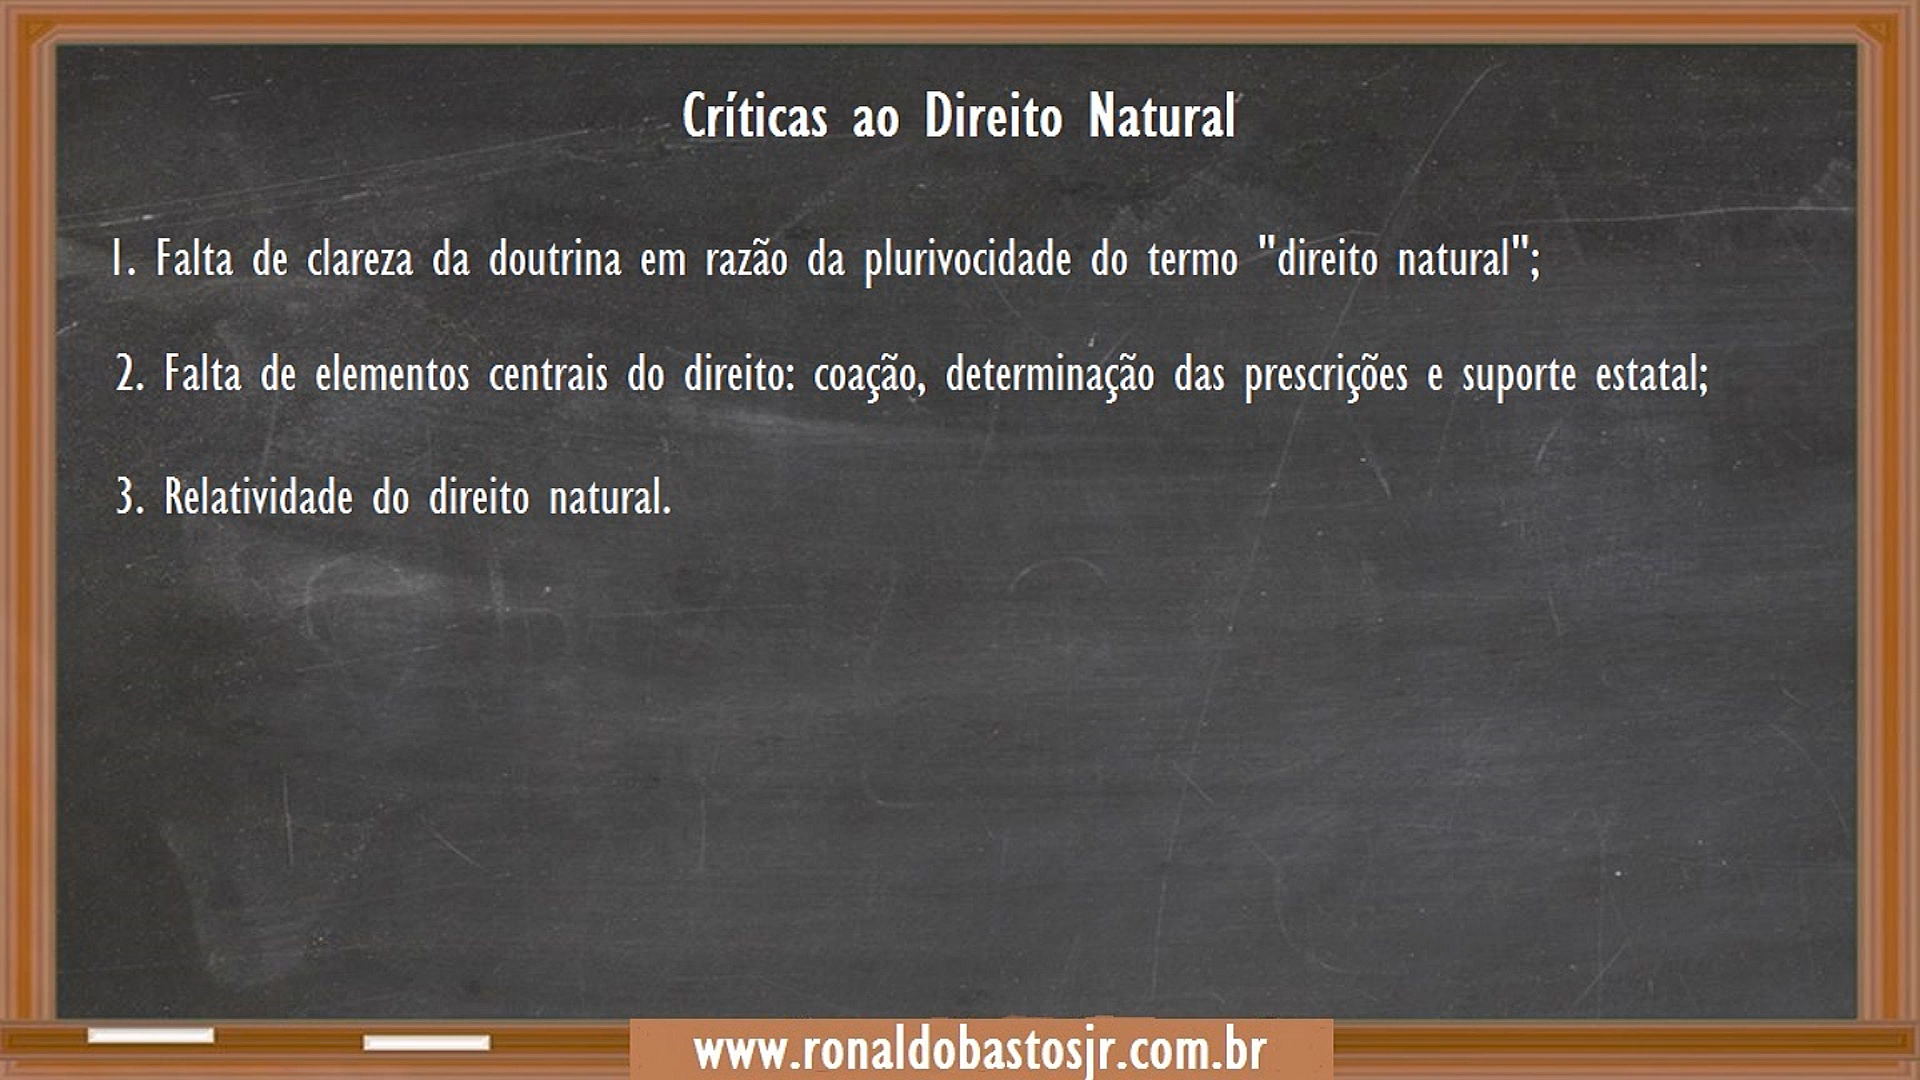 Críticas ao Direito Natural
1. Falta de clareza da doutrina em razão da plurivocidade do termo "direito natural";
2. Falta de elementos centrais do direito: coação, determinação das prescrições e suporte estatal;
3. Relatividade do direito natural.
www.ronaldobastosjr.com.br